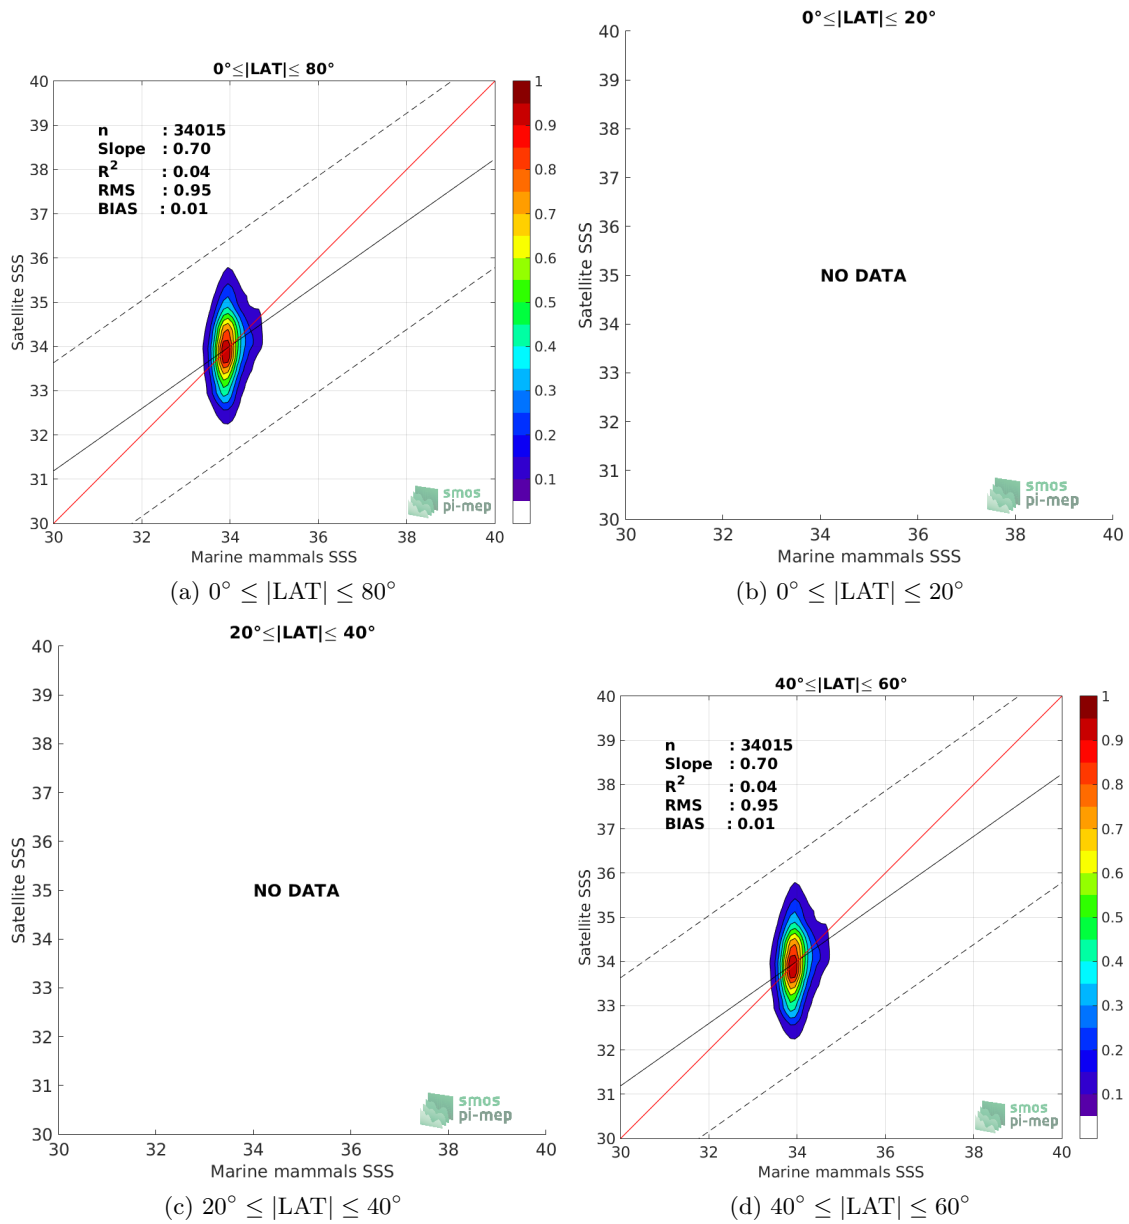 0°≤|LAT|≤ 80°
40
39
38
37
36
35
34
33
32
31
30
30 32 34 36 38 40
Satellite SSS
Marine mammals SSS
n : 34015
Slope : 0.70
R² : 0.04
RMS : 0.95
BIAS : 0.01
1
0.9
0.8
0.7
0.6
0.5
0.4
0.3
0.2
0.1
smos
pi-mep
(a) 0° ≤ |LAT| ≤ 80°
0°≤|LAT|≤ 20°
40
39
38
37
36
35
34
33
32
31
30
30 32 34 36 38 40
Satellite SSS
Marine mammals SSS
NO DATA
smos
pi-mep
(b) 0° ≤ |LAT| ≤ 20°
20°≤|LAT|≤ 40°
40
39
38
37
36
35
34
33
32
31
30
30 32 34 36 38 40
Satellite SSS
Marine mammals SSS
NO DATA
smos
pi-mep
(c) 20° ≤ |LAT| ≤ 40°
40°≤|LAT|≤ 60°
40
39
38
37
36
35
34
33
32
31
30
30 32 34 36 38 40
Satellite SSS
Marine mammals SSS
n : 34015
Slope : 0.70
R² : 0.04
RMS : 0.95
BIAS : 0.01
1
0.9
0.8
0.7
0.6
0.5
0.4
0.3
0.2
0.1
smos
pi-mep
(d) 40° ≤ |LAT| ≤ 60°